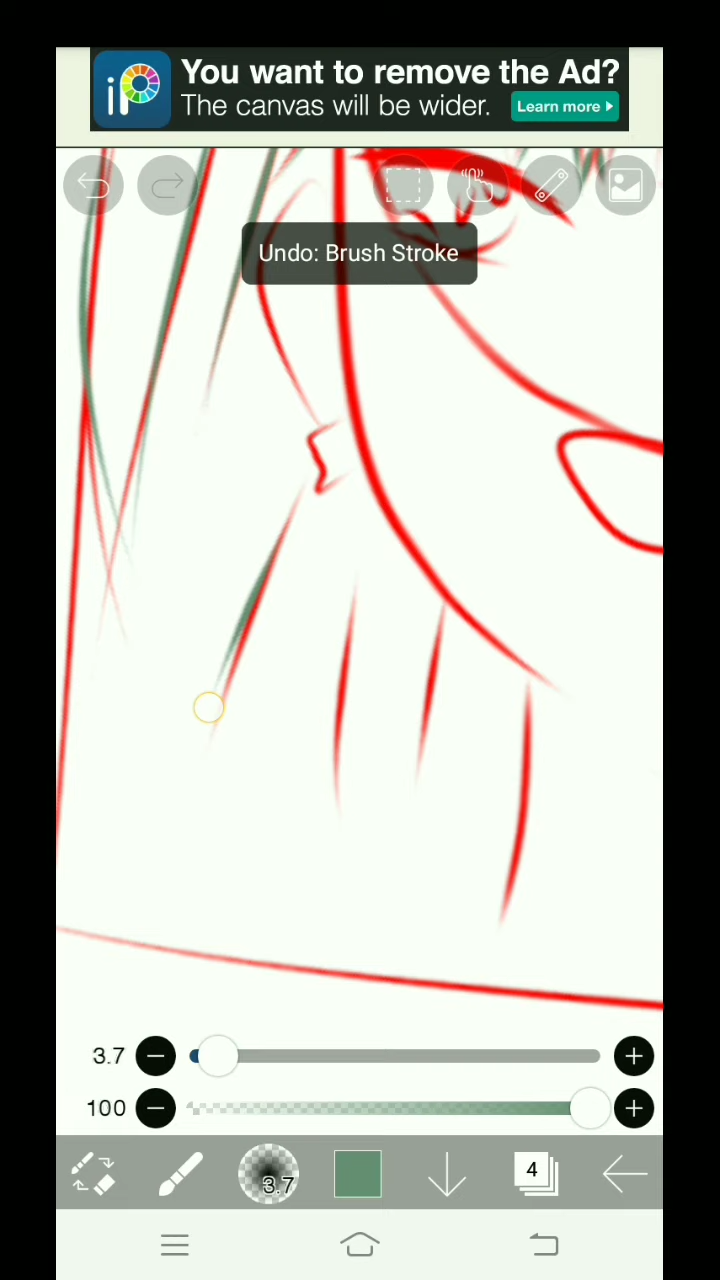 iP
You want to remove the Ad?
The canvas will be wider.
Learn more
Undo: Brush Stroke
3.7
100
3.7
4